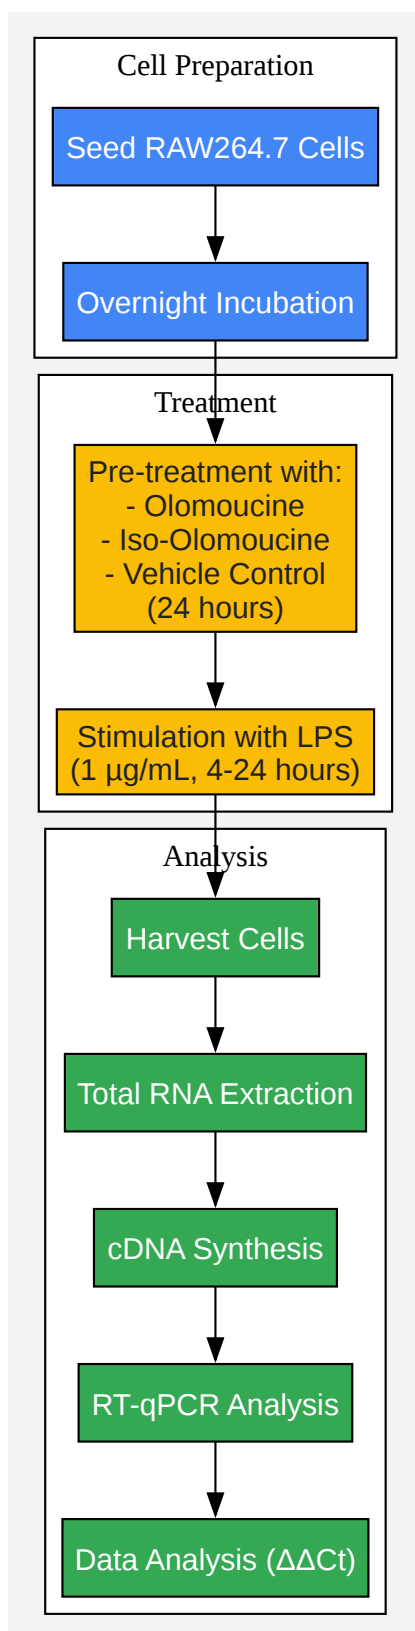 Cell Preparation
Seed RAW264.7 Cells
Overnight Incubation
Treatment
Pre-treatment with:
- Olomoucine
- Iso-Olomoucine
- Vehicle Control
(24 hours)
Stimulation with LPS
(1 µg/mL, 4-24 hours)
Analysis
Harvest Cells
Total RNA Extraction
cDNA Synthesis
RT-qPCR Analysis
Data Analysis (ΔΔCt)